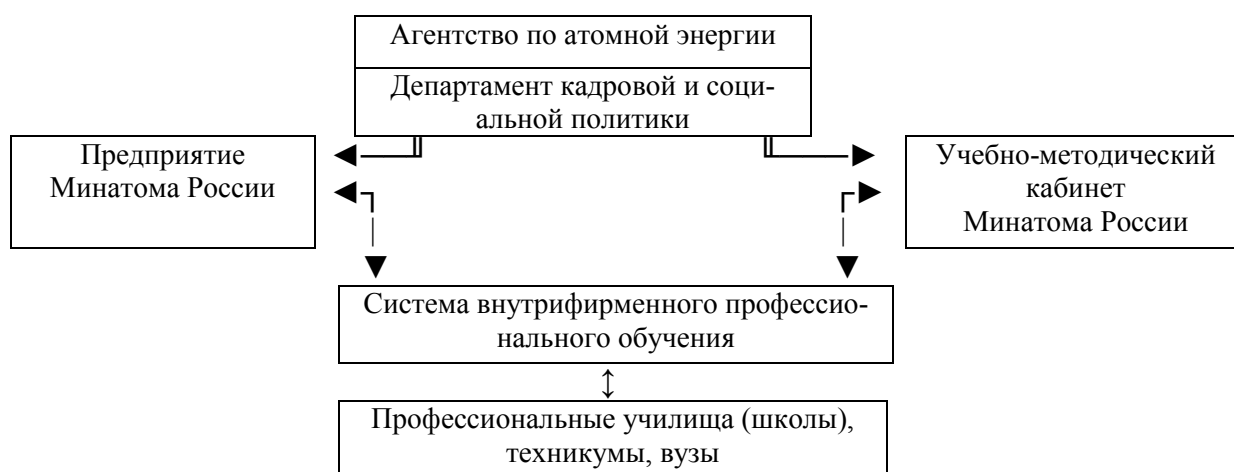 Агентство по атомной энергии
Департамент кадровой и соци-
альной политики
Предприятие
Минатома России
Учебно-методический
кабинет
Минатома России
Система внутрифирменного профессио-
нального обучения
Профессиональные училища (школы),
техникумы, вузы